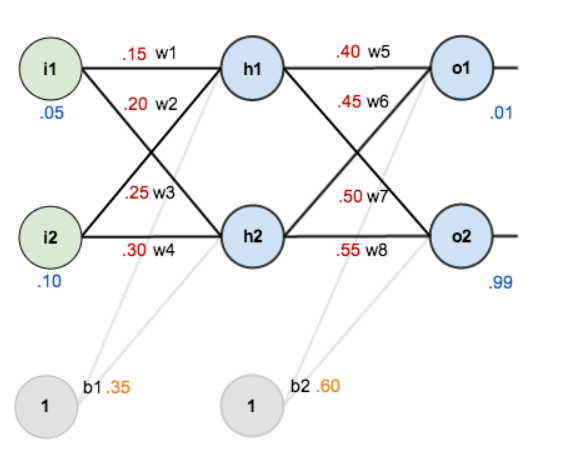 .15 w1
.40 w5
i1
h1
o1
.20 w2
.45 w6
.05
.01
.25 w3
.50 w7
i2
h2
o2
.30 w4
.55 w8
.10
.99
b1 .35
b2 .60
1
1